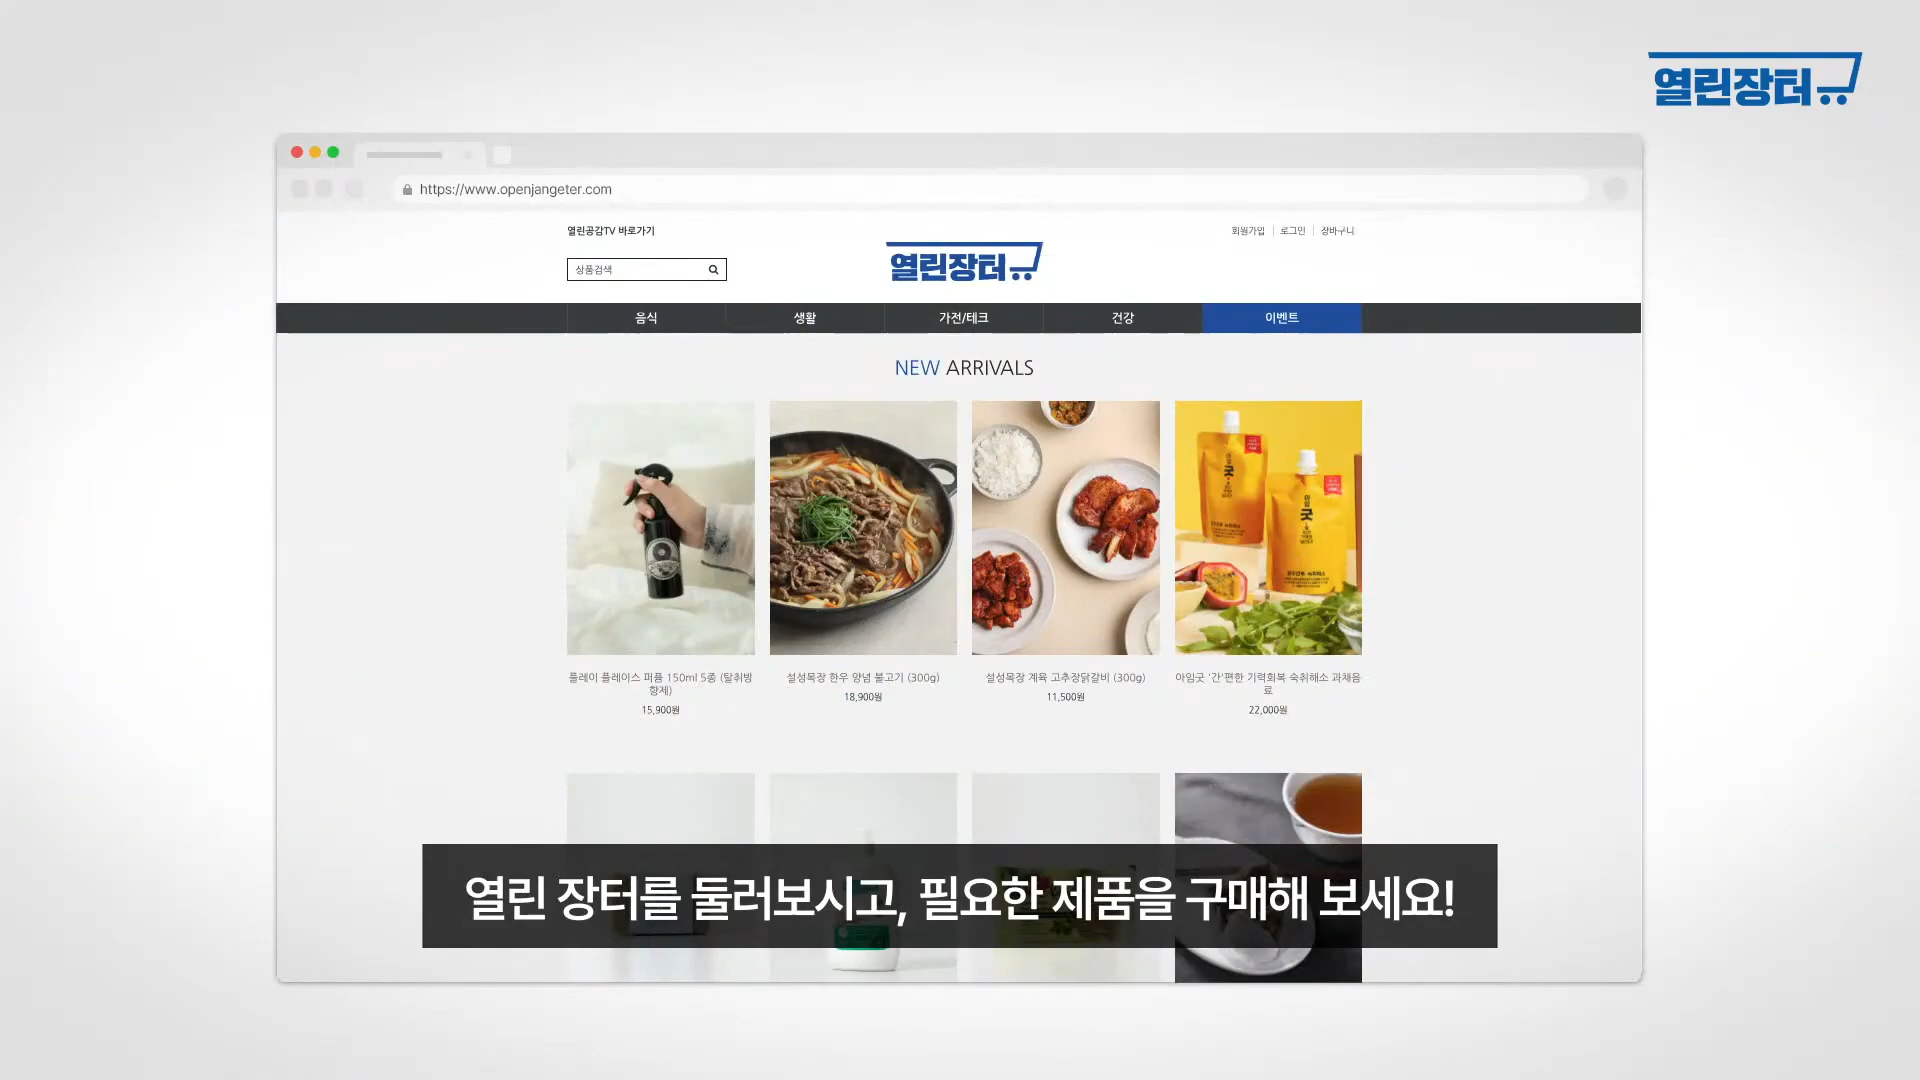 열린장터
https://www.openjangeter.com
열린공감TV 바로가기
회원가입 로그인 장바구니
상품검색
열린장터
음식 생활 가전/테크 건강 이벤트
NEW ARRIVALS
플레이 플레이스 퍼퓸 150ml 5종 (탈취방
향제)
15,900원
설성목장 한우 양념 불고기 (300g)
18,900원
설성목장 계육 고추장닭갈비 (300g)
11,500원
아임굿 '간'편한 기력회복 숙취해소 과채음
료
22,000원
열린 장터를 둘러보시고, 필요한 제품을 구매해 보세요!